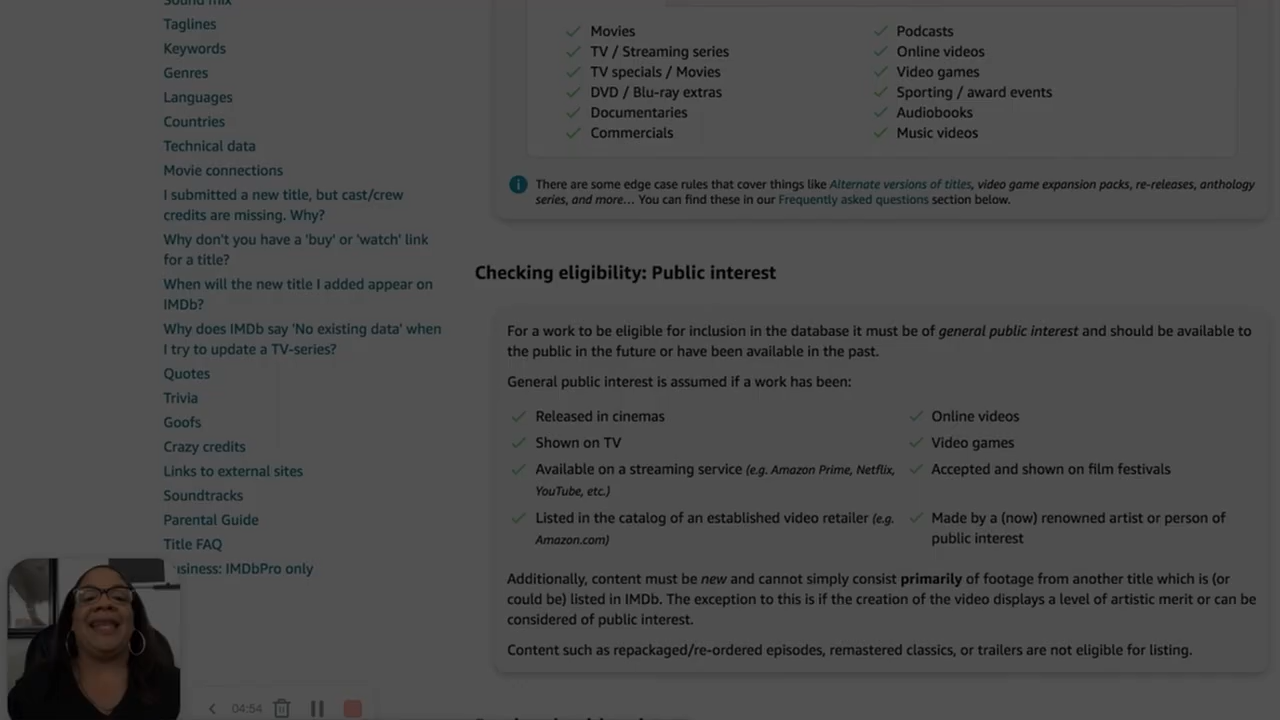 Sound mix
Taglines
Keywords
Genres
Languages
Countries
Technical data
Movie connections
I submitted a new title, but cast/crew
credits are missing. Why?
Why don't you have a 'buy' or 'watch' link
for a title?
When will the new title I added appear on
IMDb?
Why does IMDb say 'No existing data' when
I try to update a TV-series?
Quotes
Trivia
Goofs
Crazy credits
Links to external sites
Soundtracks
Parental Guide
Title FAQ
usiness: IMDbPro only
04:54
Movies
TV / Streaming series
TV specials / Movies
DVD / Blu-ray extras
Documentaries
Commercials
Podcasts
Online videos
Video games
Sporting / award events
Audiobooks
Music videos
There are some edge case rules that cover things like Alternate versions of titles, video game expansion packs, re-releases, anthology
series, and more... You can find these in our Frequently asked questions section below.
Checking eligibility: Public interest
For a work to be eligible for inclusion in the database it must be of general public interest and should be available to
the public in the future or have been available in the past.
General public interest is assumed if a work has been:
Released in cinemas
Shown on TV
Available on a streaming service (e.g. Amazon Prime, Netflix,
YouTube, etc.)
Listed in the catalog of an established video retailer (e.g.
Amazon.com)
Online videos
Video games
Accepted and shown on film festivals
Made by a (now) renowned artist or person of
public interest
Additionally, content must be new and cannot simply consist primarily of footage from another title which is (or
could be) listed in IMDb. The exception to this is if the creation of the video displays a level of artistic merit or can be
considered of public interest.
Content such as repackaged/re-ordered episodes, remastered classics, or trailers are not eligible for listing.